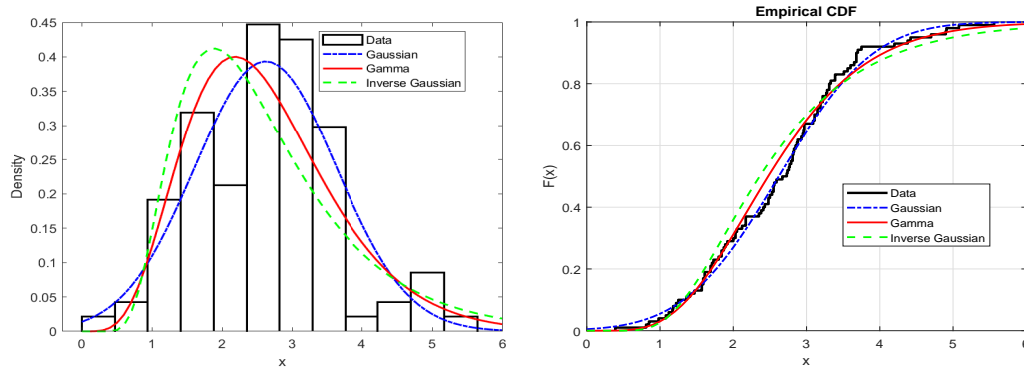 0.45
0.4
0.35
0.3
0.25
0.2
0.15
0.1
0.05
0
Density
0 1 2 3 4 5 6
x
Data
Gaussian
Gamma
Inverse Gaussian
Empirical CDF
1
0.8
0.6
0.4
0.2
0
F(x)
0 1 2 3 4 5 6
x
Data
Gaussian
Gamma
Inverse Gaussian